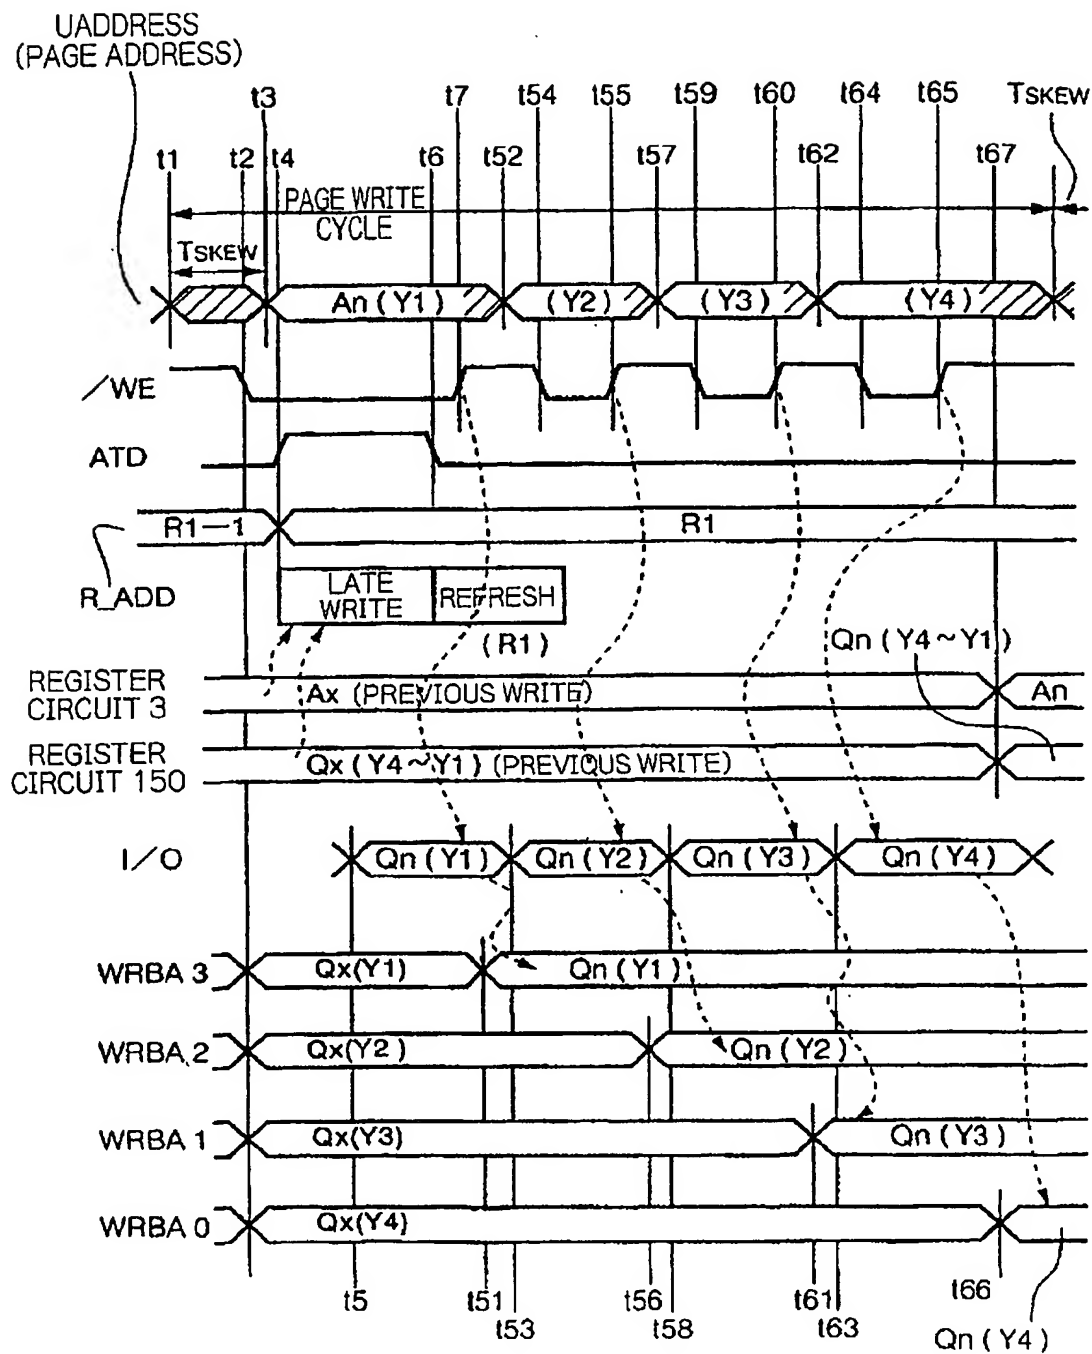 UADDRESS
(PAGE ADDRESS)
t3 t7 t54 t55 t59 t60 t64 t65 TSKEW
t1 t2 t4 t6 t52 t57 t62 t67
PAGE WRITE
CYCLE
TSKEW
An (Y1) (Y2) (Y3) (Y4)
/WE
ATD
R1-1 R1
R_ADD
LATE
WRITE
REFRESH
(R1)
Qn (Y4~Y1)
REGISTER
CIRCUIT 3
Ax (PREVIOUS WRITE) An
REGISTER
CIRCUIT 150
Qx (Y4~Y1) (PREVIOUS WRITE)
I/O Qn (Y1) Qn (Y2) Qn (Y3) Qn (Y4)
WRBA 3 Qx(Y1) Qn (Y1)
WRBA 2 Qx(Y2) Qn (Y2)
WRBA 1 Qx(Y3) Qn (Y3)
WRBA 0 Qx(Y4)
t5 t51 t56 t61 t66
t53 t58 t63
Qn (Y4)